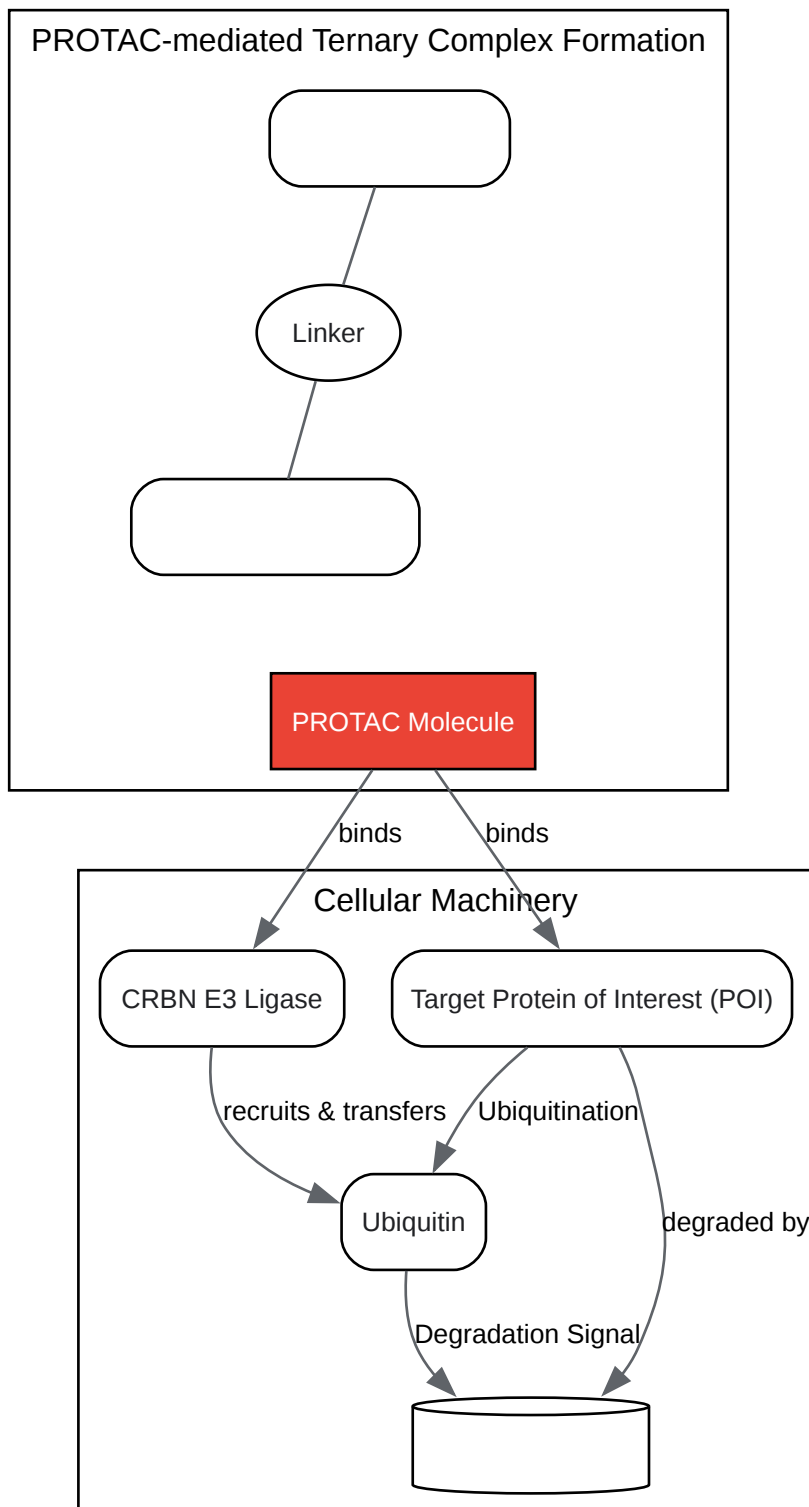 PROTAC-mediated Ternary Complex Formation
Linker
PROTAC Molecule
binds
binds
Cellular Machinery
CRBN E3 Ligase
Target Protein of Interest (POI)
recruits & transfers
Ubiquitination
Ubiquitin
degraded by
Degradation Signal